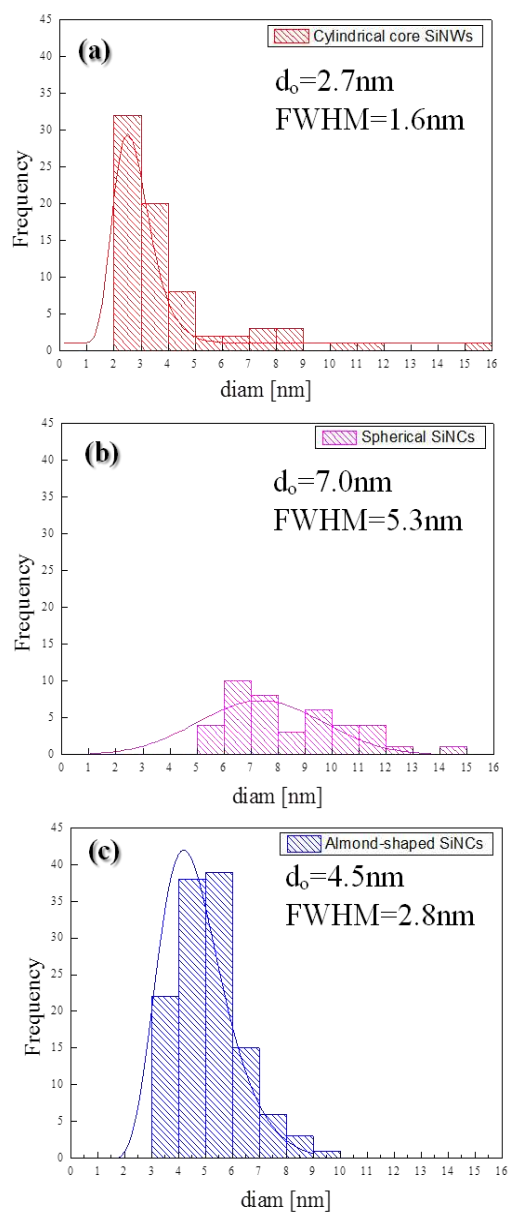 (a)
Cylindrical core SiNWs
dₒ=2.7nm
FWHM=1.6nm
Frequency
45
40
35
30
25
20
15
10
5
0
0 1 2 3 4 5 6 7 8 9 10 11 12 13 14 15 16
diam [nm]
(b)
Spherical SiNCs
dₒ=7.0nm
FWHM=5.3nm
Frequency
45
40
35
30
25
20
15
10
5
0
0 1 2 3 4 5 6 7 8 9 10 11 12 13 14 15 16
diam [nm]
(c)
Almond-shaped SiNCs
dₒ=4.5nm
FWHM=2.8nm
Frequency
45
40
35
30
25
20
15
10
5
0
0 1 2 3 4 5 6 7 8 9 10 11 12 13 14 15 16
diam [nm]